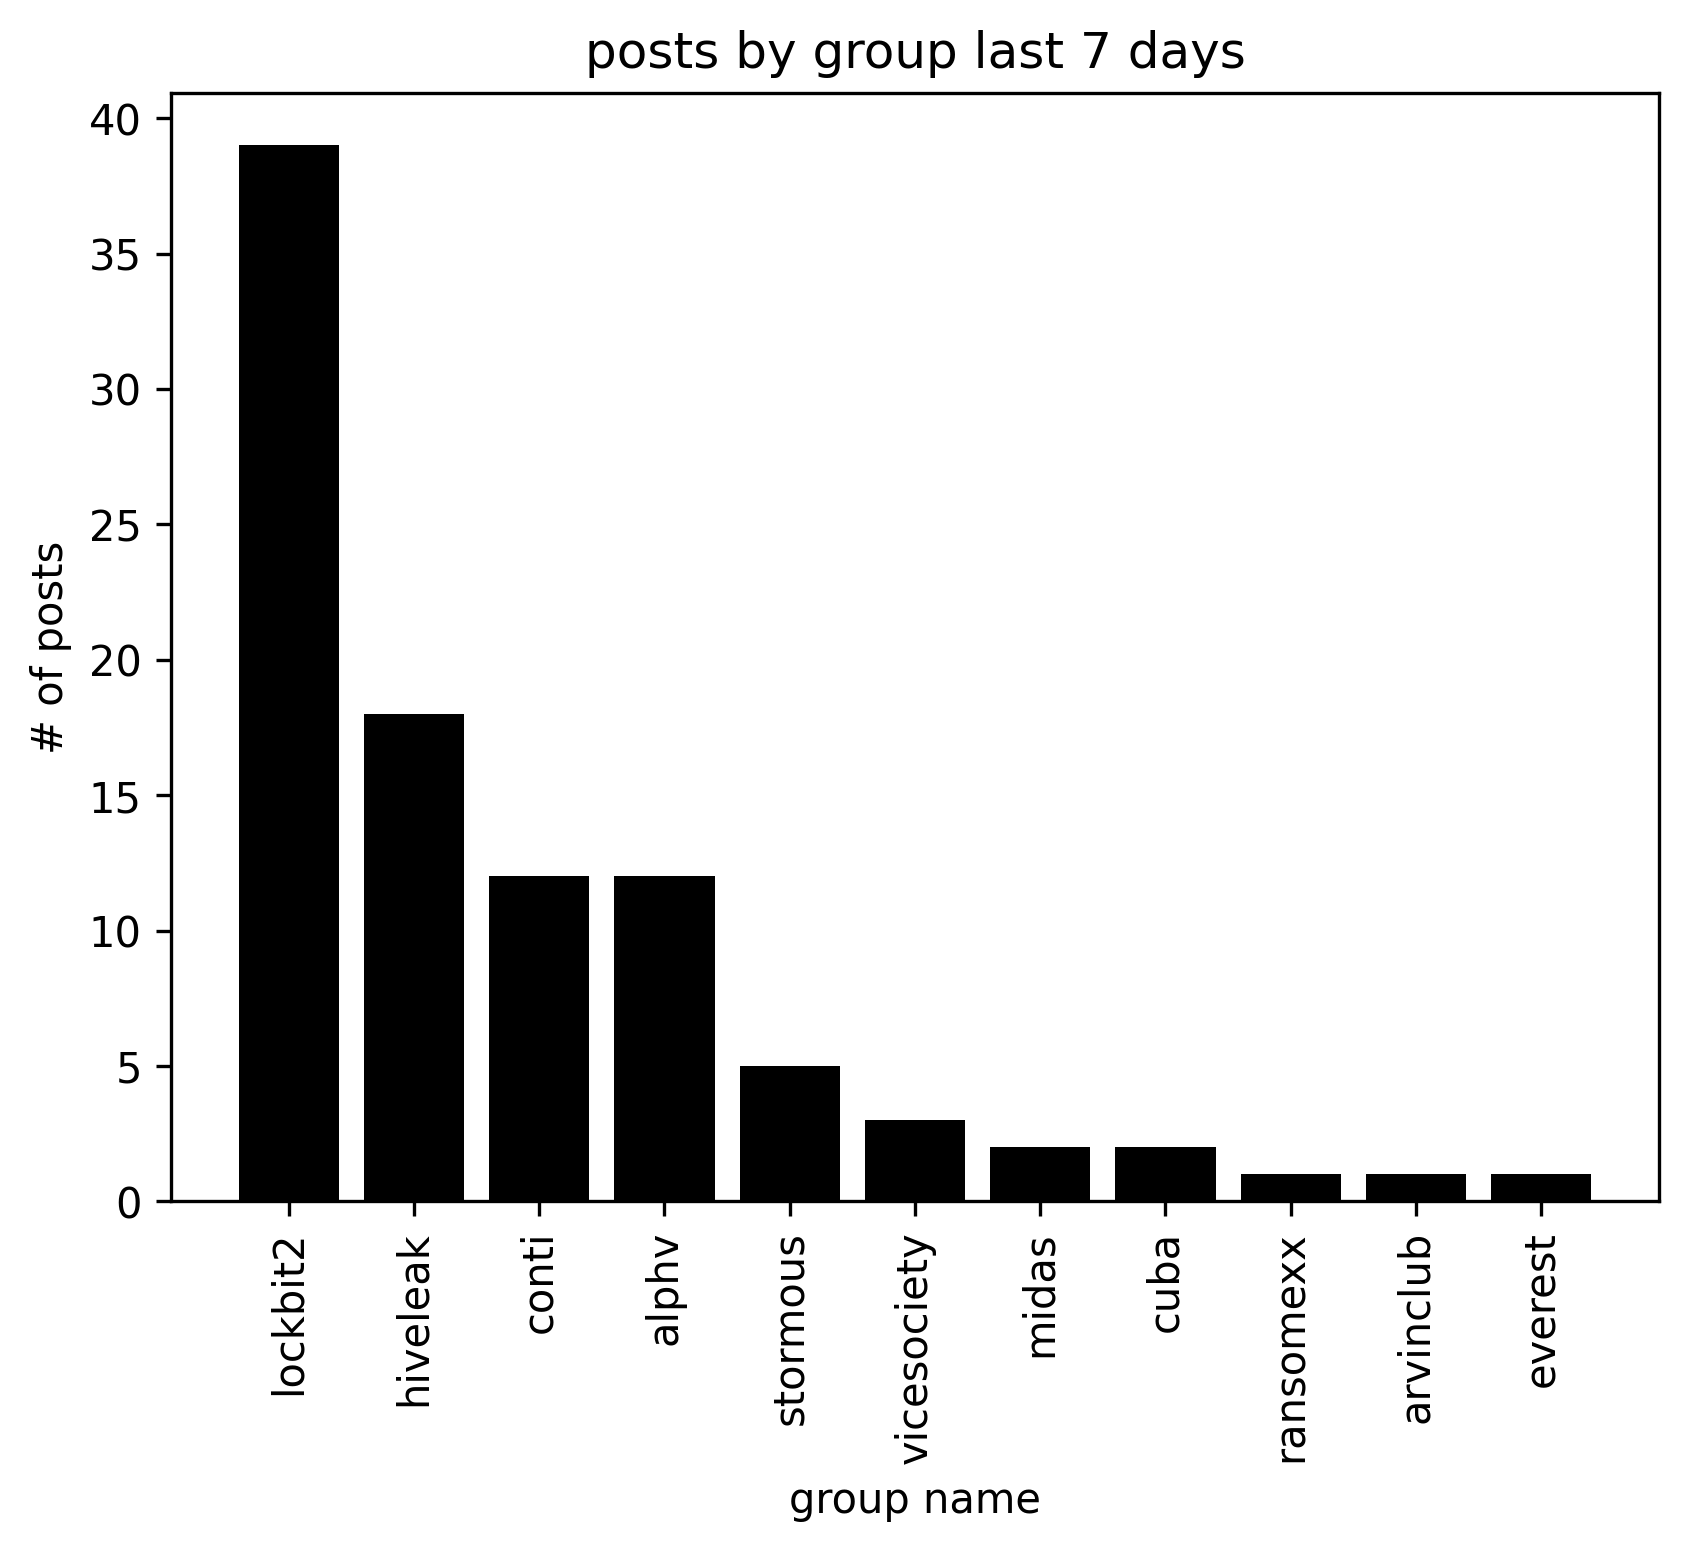 posts by group last 7 days
# of posts
40
35
30
25
20
15
10
5
0
lockbit2
hiveleak
conti
alphv
stormous
vicesociety
midas
cuba
ransomexx
arvinclub
everest
group name